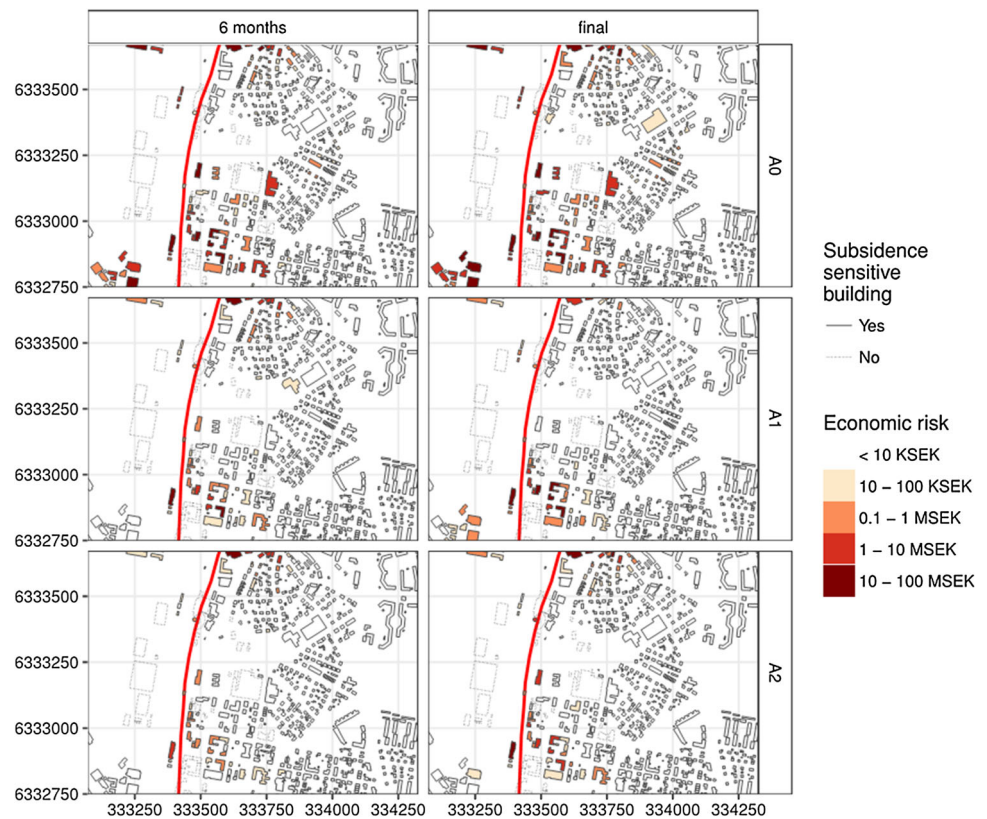 6 months
final
6333500
6333250
6333000
6332750
A0
6333500
6333250
6333000
6332750
A1
6333500
6333250
6333000
6332750
A2
333250 333500 333750 334000 334250
333250 333500 333750 334000 334250
Subsidence
sensitive
building
Yes
No
Economic risk
< 10 KSEK
10 – 100 KSEK
0.1 – 1 MSEK
1 – 10 MSEK
10 – 100 MSEK